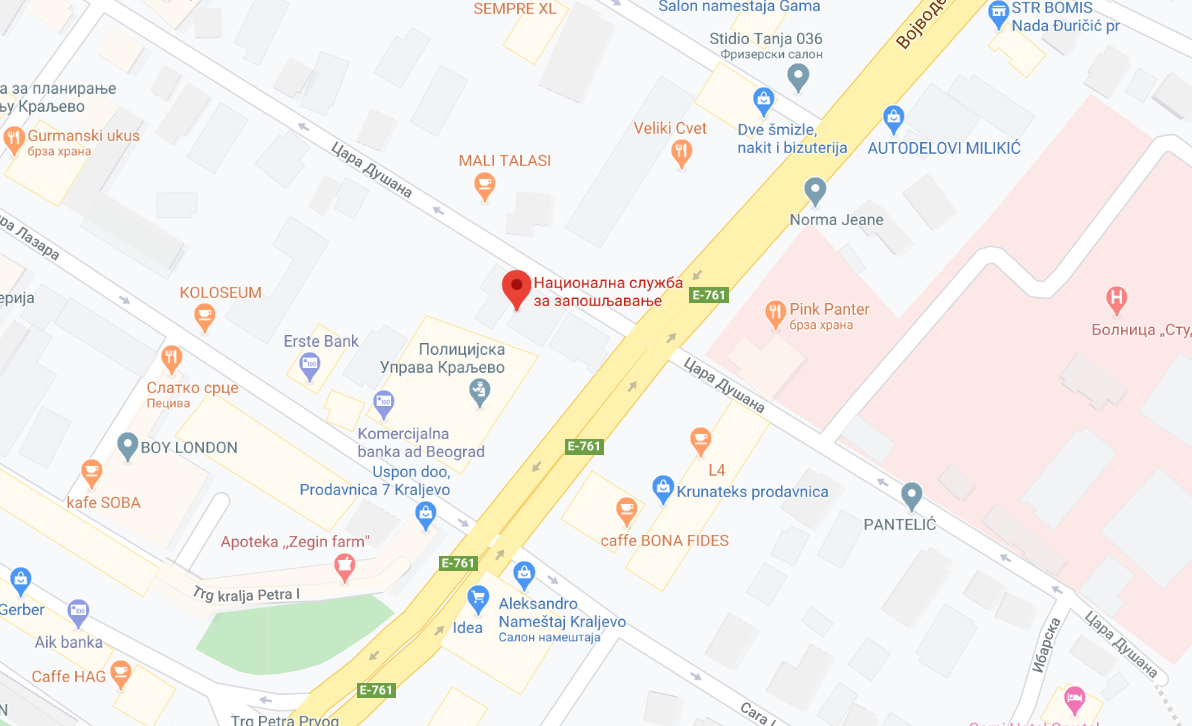 SEMPRE XL
Salon namestaja Gama
STR BOMIS
Nada Đuričić pr
Stidio Tanja 036
Фризерски салон
а за планирање
њу Краљево
Gurmanski ukus
брза храна
Veliki Cvet
Dve šmizle,
nakit i bizuterija
AUTODELOVI MILIKIĆ
Цара Душана
MALI TALASI
Norma Jeane
Лазара
KOLOSEUM
Национална служба
за запошљавање
E-761
Pink Panter
брза храна
Болница „Сту
Erste Bank
Полицијска
Управа Краљево
Цара Душана
Слатко срце
Пецива
Komercijalna
banka ad Beograd
E-761
BOY LONDON
L4
Uspon doo,
Prodavnica 7 Kraljevo
Krunateks prodavnica
kafe SOBA
PANTELIĆ
Apoteka ,,Zegin farm"
caffe BONA FIDES
E-761
Trg kralja Petra I
Gerber
Aik banka
Idea
Aleksandro
Nameštaj Kraljevo
Салон намештаја
Цара Душана
Ибарска
Caffe HAG
E-761
Cara
Trg Petra Prvog